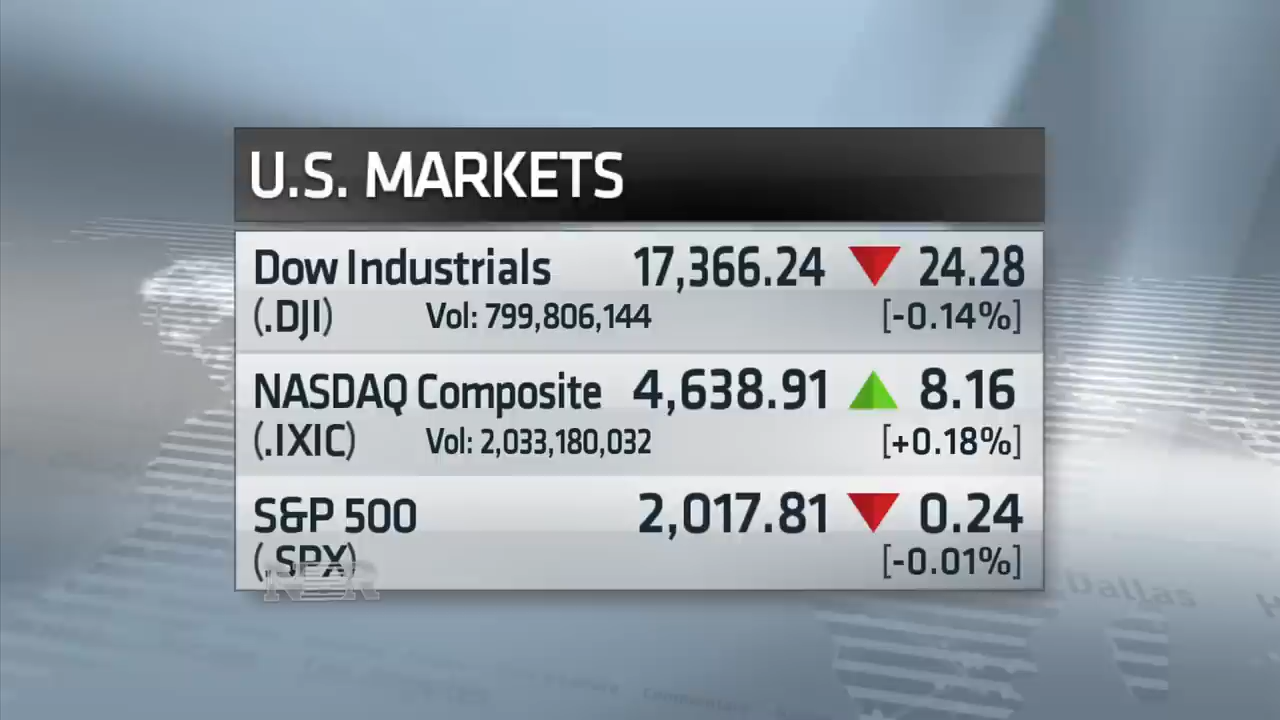 U.S. MARKETS
Dow Industrials 17,366.24 ▼ 24.28
(.DJI) Vol: 799,806,144 [-0.14%]
NASDAQ Composite 4,638.91 ▲ 8.16
(.IXIC) Vol: 2,033,180,032 [+0.18%]
S&P 500 2,017.81 ▼ 0.24
(.SPX) [-0.01%]
NBR
Dallas